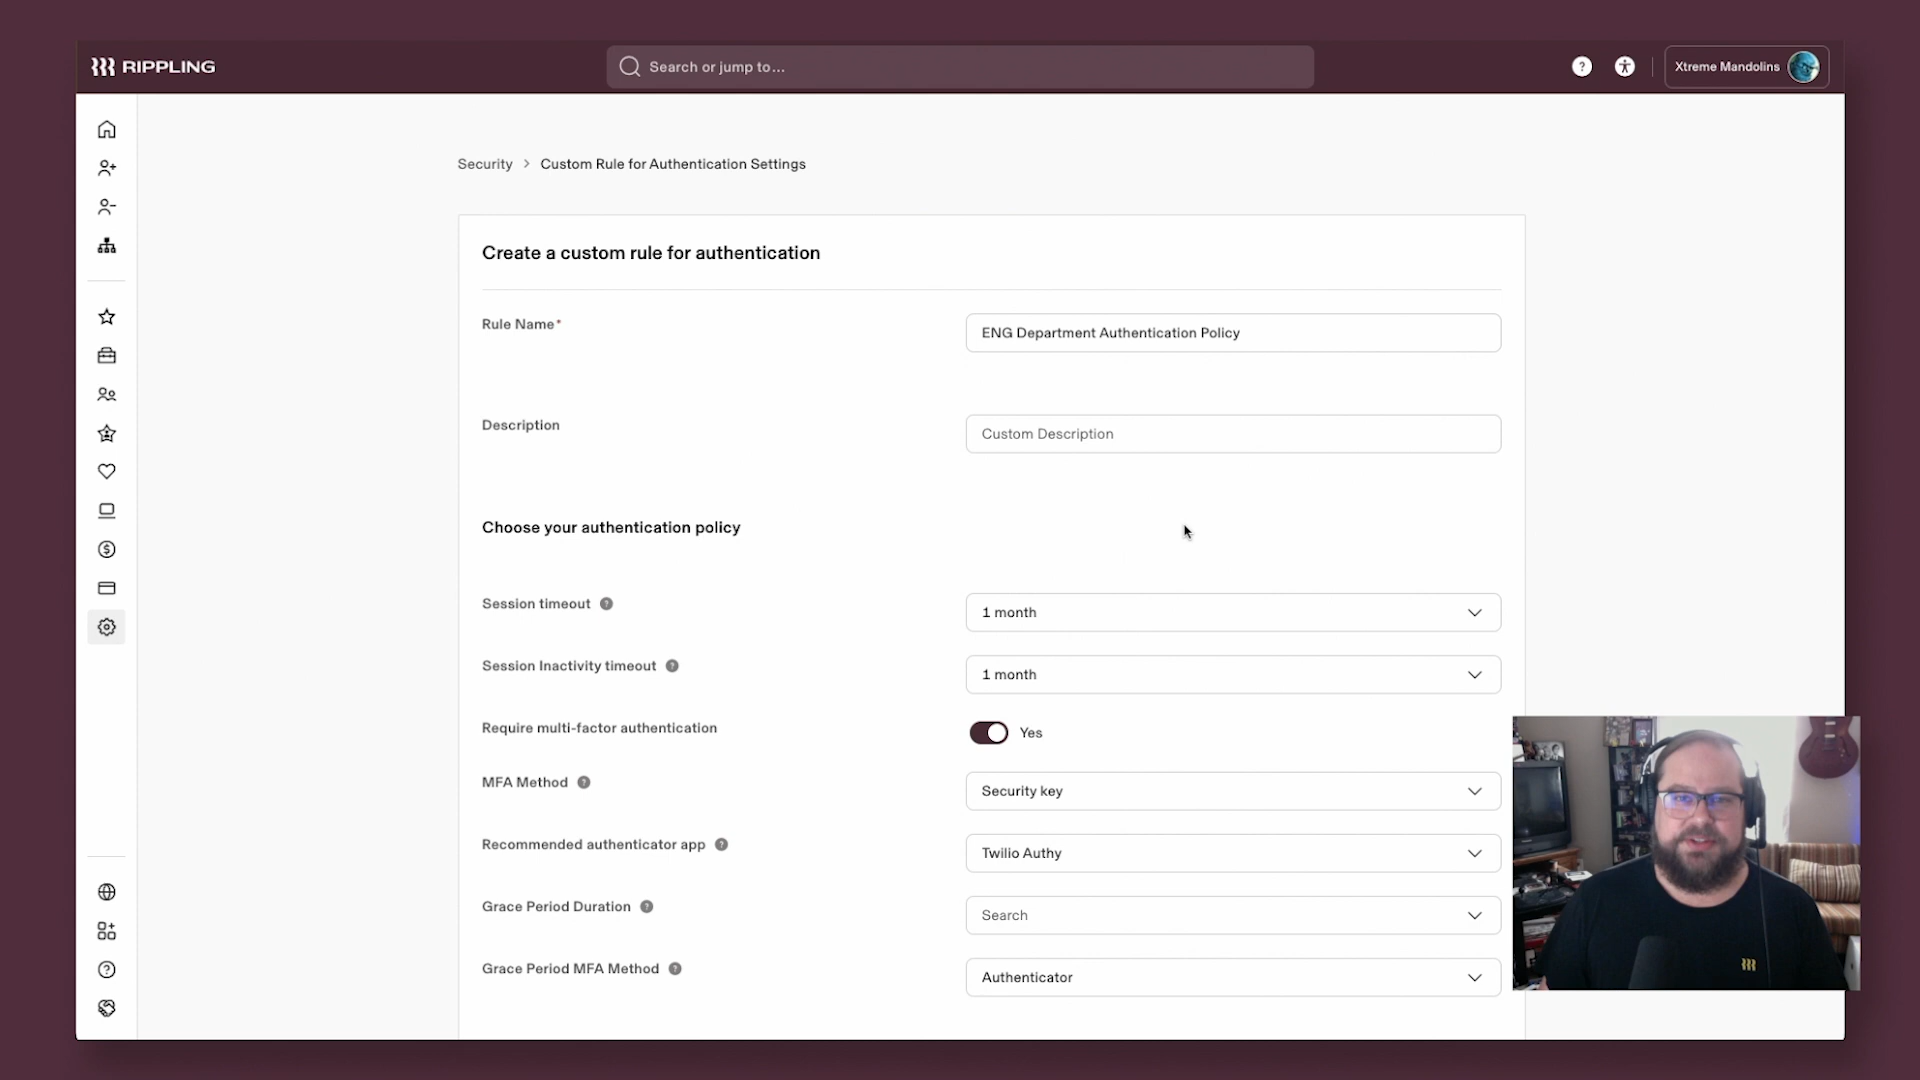 RIPPLING
Search or jump to...
Xtreme Mandolins
Security > Custom Rule for Authentication Settings
Create a custom rule for authentication
Rule Name*
ENG Department Authentication Policy
Description
Custom Description
Choose your authentication policy
Session timeout
1 month
Session Inactivity timeout
1 month
Require multi-factor authentication
Yes
MFA Method
Security key
Recommended authenticator app
Twilio Authy
Grace Period Duration
Search
Grace Period MFA Method
Authenticator